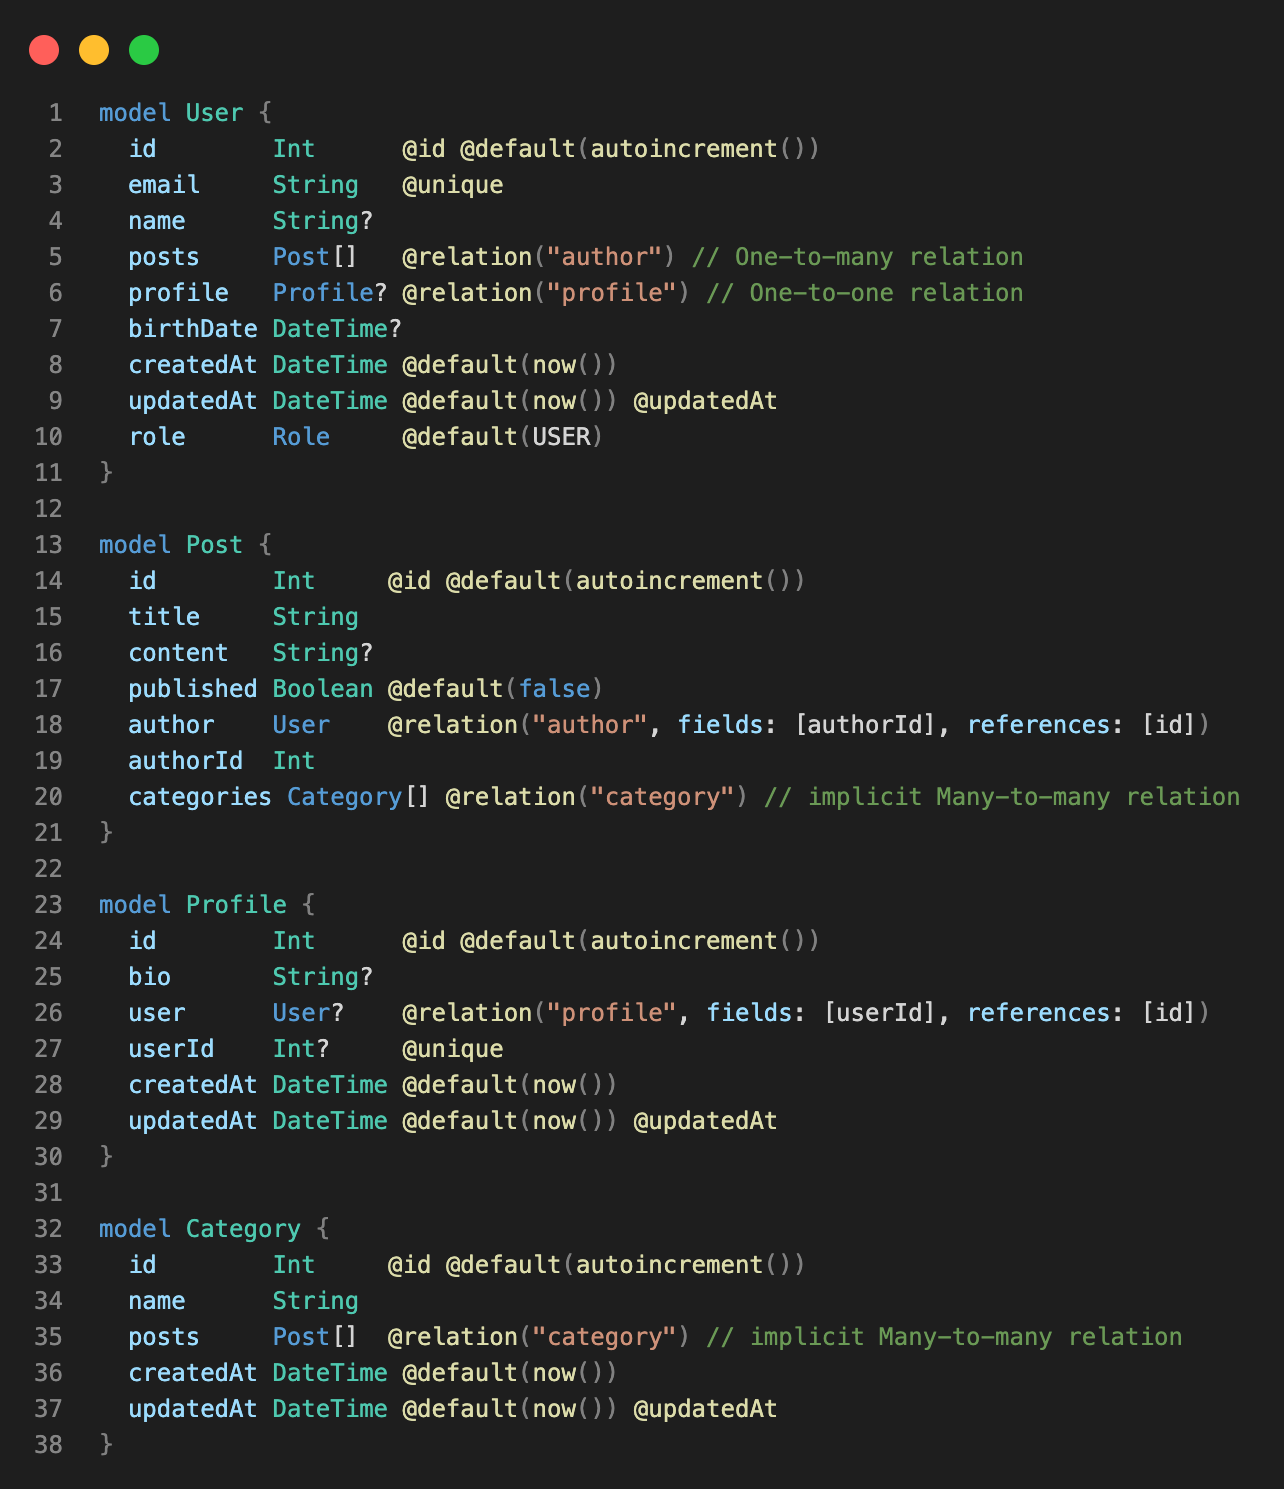 1 model User {
2   id        Int      @id @default(autoincrement())
3   email     String   @unique
4   name      String?
5   posts     Post[]   @relation("author") // One-to-many relation
6   profile   Profile? @relation("profile") // One-to-one relation
7   birthDate DateTime?
8   createdAt DateTime @default(now())
9   updatedAt DateTime @default(now()) @updatedAt
10   role      Role     @default(USER)
11 }
12
13 model Post {
14   id        Int     @id @default(autoincrement())
15   title     String
16   content   String?
17   published Boolean @default(false)
18   author    User    @relation("author", fields: [authorId], references: [id])
19   authorId  Int
20   categories Category[] @relation("category") // implicit Many-to-many relation
21 }
22
23 model Profile {
24   id        Int      @id @default(autoincrement())
25   bio       String?
26   user      User?    @relation("profile", fields: [userId], references: [id])
27   userId    Int?     @unique
28   createdAt DateTime @default(now())
29   updatedAt DateTime @default(now()) @updatedAt
30 }
31
32 model Category {
33   id        Int     @id @default(autoincrement())
34   name      String
35   posts     Post[]  @relation("category") // implicit Many-to-many relation
36   createdAt DateTime @default(now())
37   updatedAt DateTime @default(now()) @updatedAt
38 }